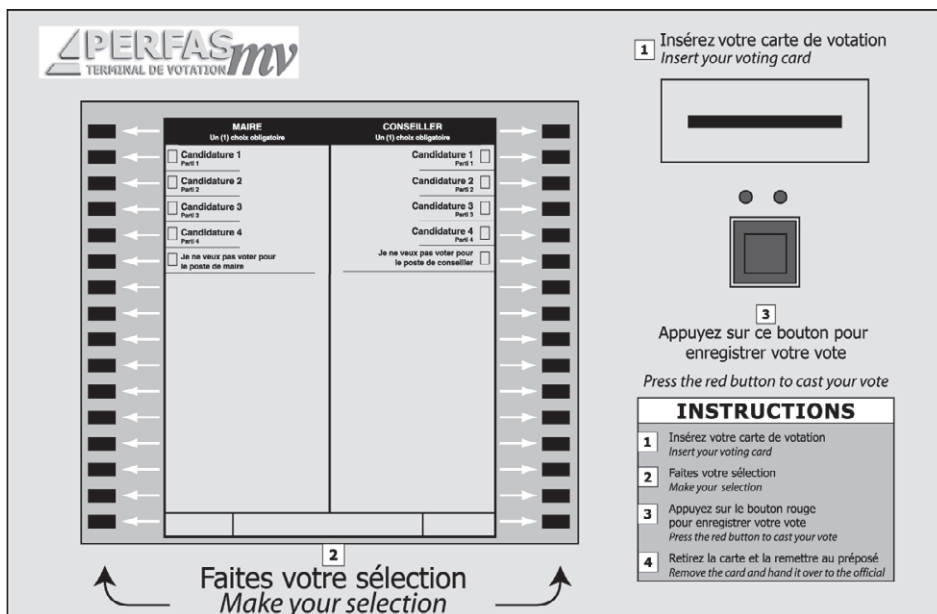 PERFAS mv
TERMINAL DE VOTATION
1 Insérez votre carte de votation
Insert your voting card
MAIRE
Un (1) choix obligatoire
CONSEILLER
Un (1) choix obligatoire
Candidature 1
Parti 1
Candidature 2
Parti 2
Candidature 3
Parti 3
Candidature 4
Parti 4
Je ne veux pas voter pour
le poste de maire
Candidature 1
Parti 1
Candidature 2
Parti 2
Candidature 3
Parti 3
Candidature 4
Parti 4
Je ne veux pas voter pour
le poste de conseiller
2
Faites votre sélection
Make your selection
3
Appuyez sur ce bouton pour
enregistrer votre vote
Press the red button to cast your vote
INSTRUCTIONS
1 Insérez votre carte de votation
Insert your voting card
2 Faites votre sélection
Make your selection
3 Appuyez sur le bouton rouge
pour enregistrer votre vote
Press the red button to cast your vote
4 Retirez la carte et la remettre au préposé
Remove the card and hand it over to the official